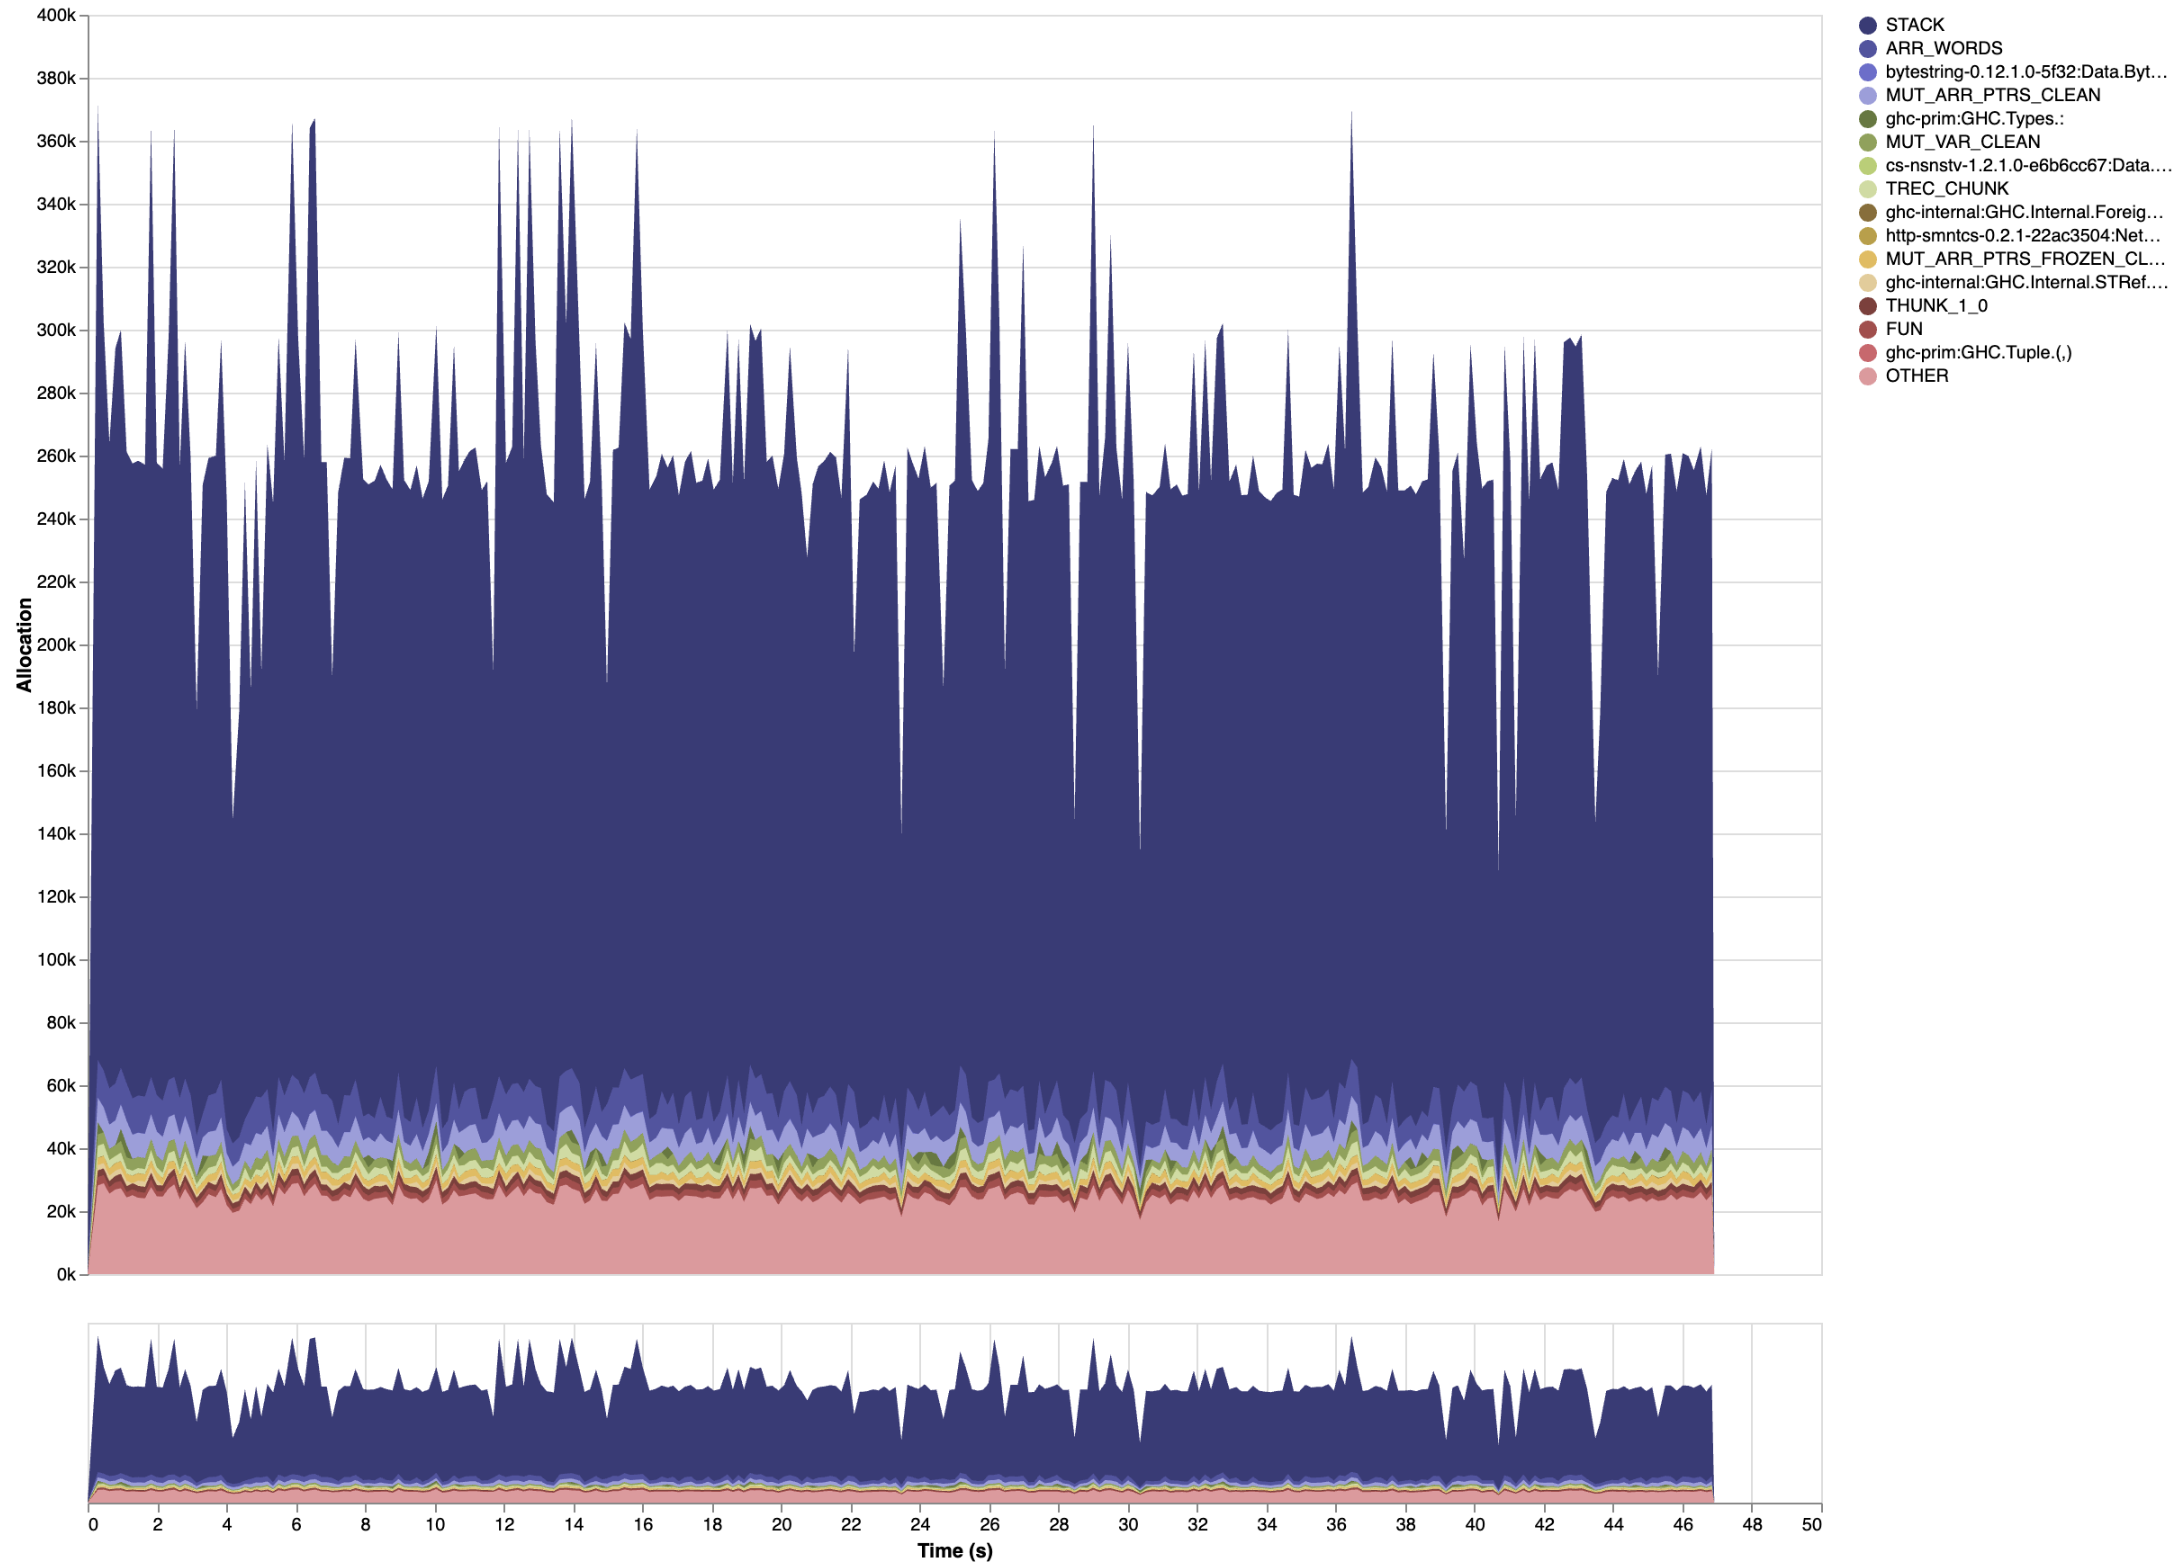 400k
380k
360k
340k
320k
300k
280k
260k
240k
220k
200k
180k
160k
140k
120k
100k
80k
60k
40k
20k
0k
Allocation
STACK
ARR_WORDS
bytestring-0.12.1.0-5f32:Data.Byt…
MUT_ARR_PTRS_CLEAN
ghc-prim:GHC.Types.:
MUT_VAR_CLEAN
cs-nsnstv-1.2.1.0-e6b6cc67:Data.…
TREC_CHUNK
ghc-internal:GHC.Internal.Foreig…
http-smntcs-0.2.1-22ac3504:Net…
MUT_ARR_PTRS_FROZEN_CL…
ghc-internal:GHC.Internal.STRef.…
THUNK_1_0
FUN
ghc-prim:GHC.Tuple.(,)
OTHER
0 2 4 6 8 10 12 14 16 18 20 22 24 26 28 30 32 34 36 38 40 42 44 46 48 50
Time (s)